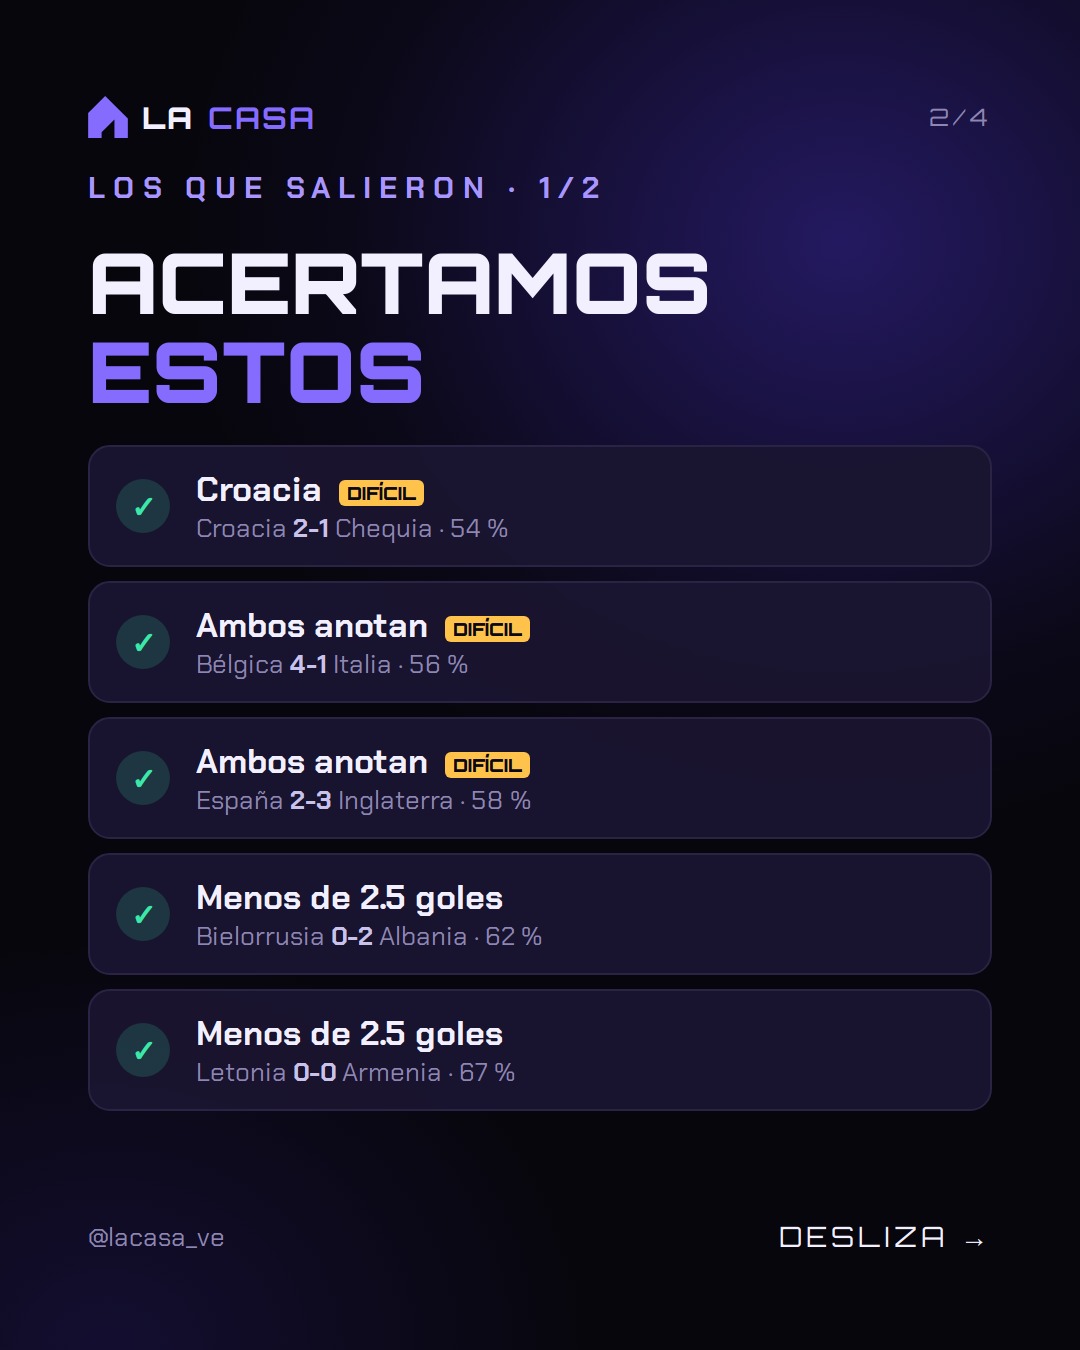 LA CASA
2/4
LOS QUE SALIERON · 1/2
ACERTAMOS
ESTOS
✓
Croacia DIFÍCIL
Croacia 2-1 Chequia · 54 %
✓
Ambos anotan DIFÍCIL
Bélgica 4-1 Italia · 56 %
✓
Ambos anotan DIFÍCIL
España 2-3 Inglaterra · 58 %
✓
Menos de 2.5 goles
Bielorrusia 0-2 Albania · 62 %
✓
Menos de 2.5 goles
Letonia 0-0 Armenia · 67 %
@lacasa_ve
DESLIZA →